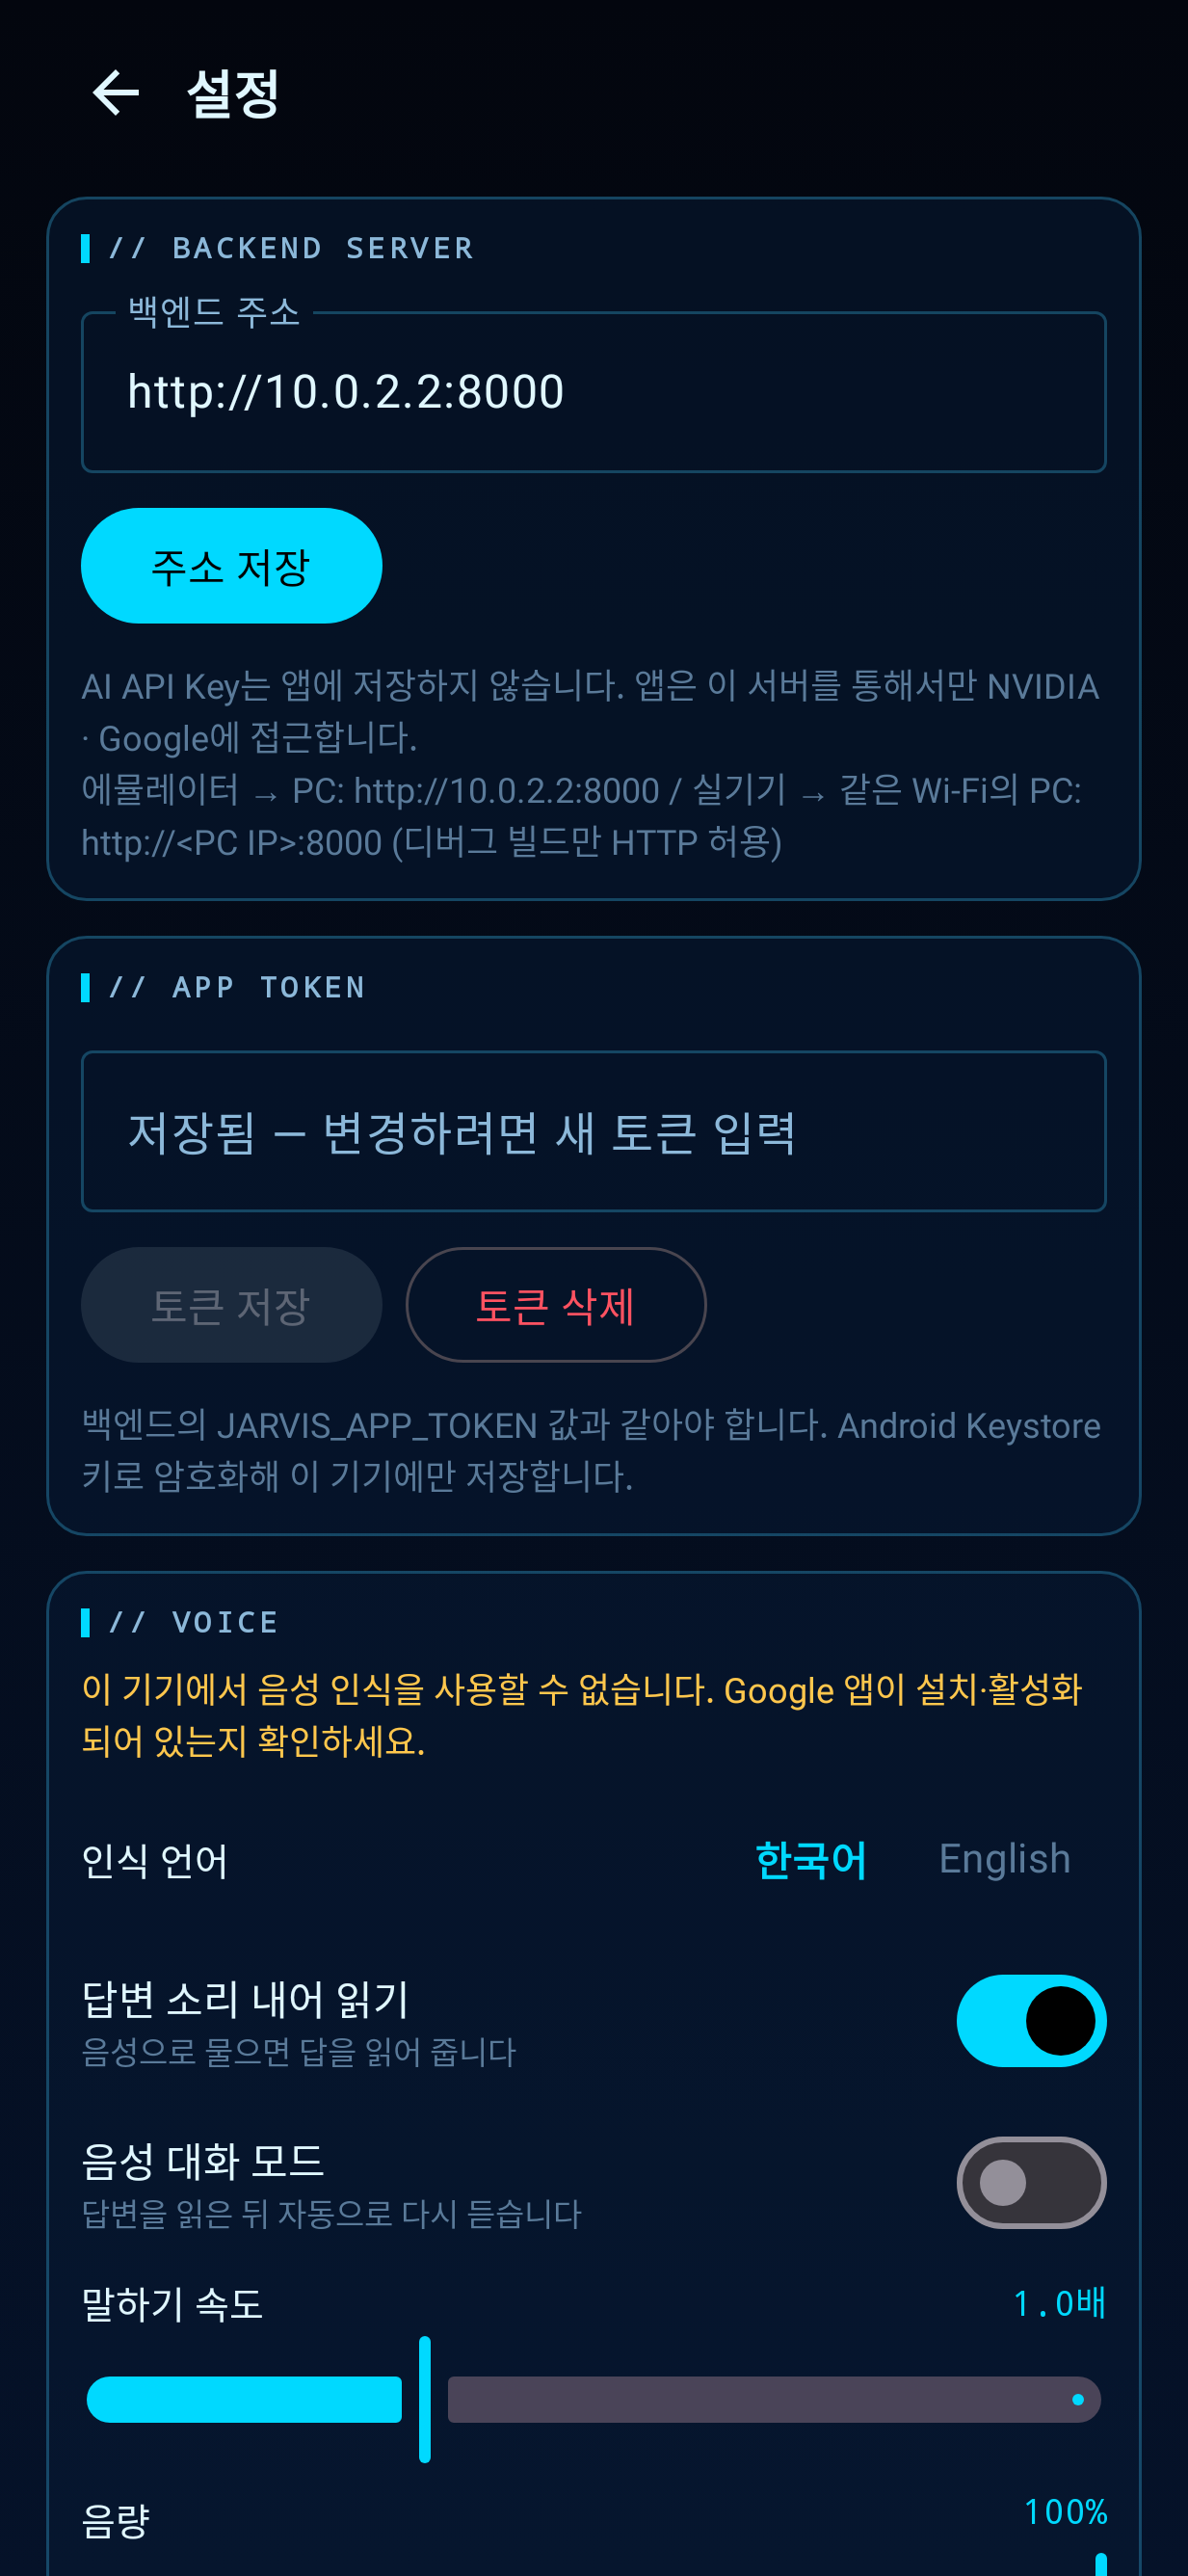 설정
// BACKEND SERVER
백엔드 주소
http://10.0.2.2:8000
주소 저장
AI API Key는 앱에 저장하지 않습니다. 앱은 이 서버를 통해서만 NVIDIA
· Google에 접근합니다.
에뮬레이터 → PC: http://10.0.2.2:8000 / 실기기 → 같은 Wi-Fi의 PC:
http://<PC IP>:8000 (디버그 빌드만 HTTP 허용)
// APP TOKEN
저장됨 — 변경하려면 새 토큰 입력
토큰 저장 토큰 삭제
백엔드의 JARVIS_APP_TOKEN 값과 같아야 합니다. Android Keystore
키로 암호화해 이 기기에만 저장합니다.
// VOICE
이 기기에서 음성 인식을 사용할 수 없습니다. Google 앱이 설치·활성화
되어 있는지 확인하세요.
인식 언어 한국어 English
답변 소리 내어 읽기
음성으로 물으면 답을 읽어 줍니다
음성 대화 모드
답변을 읽은 뒤 자동으로 다시 듣습니다
말하기 속도 1.0배
음량 100%